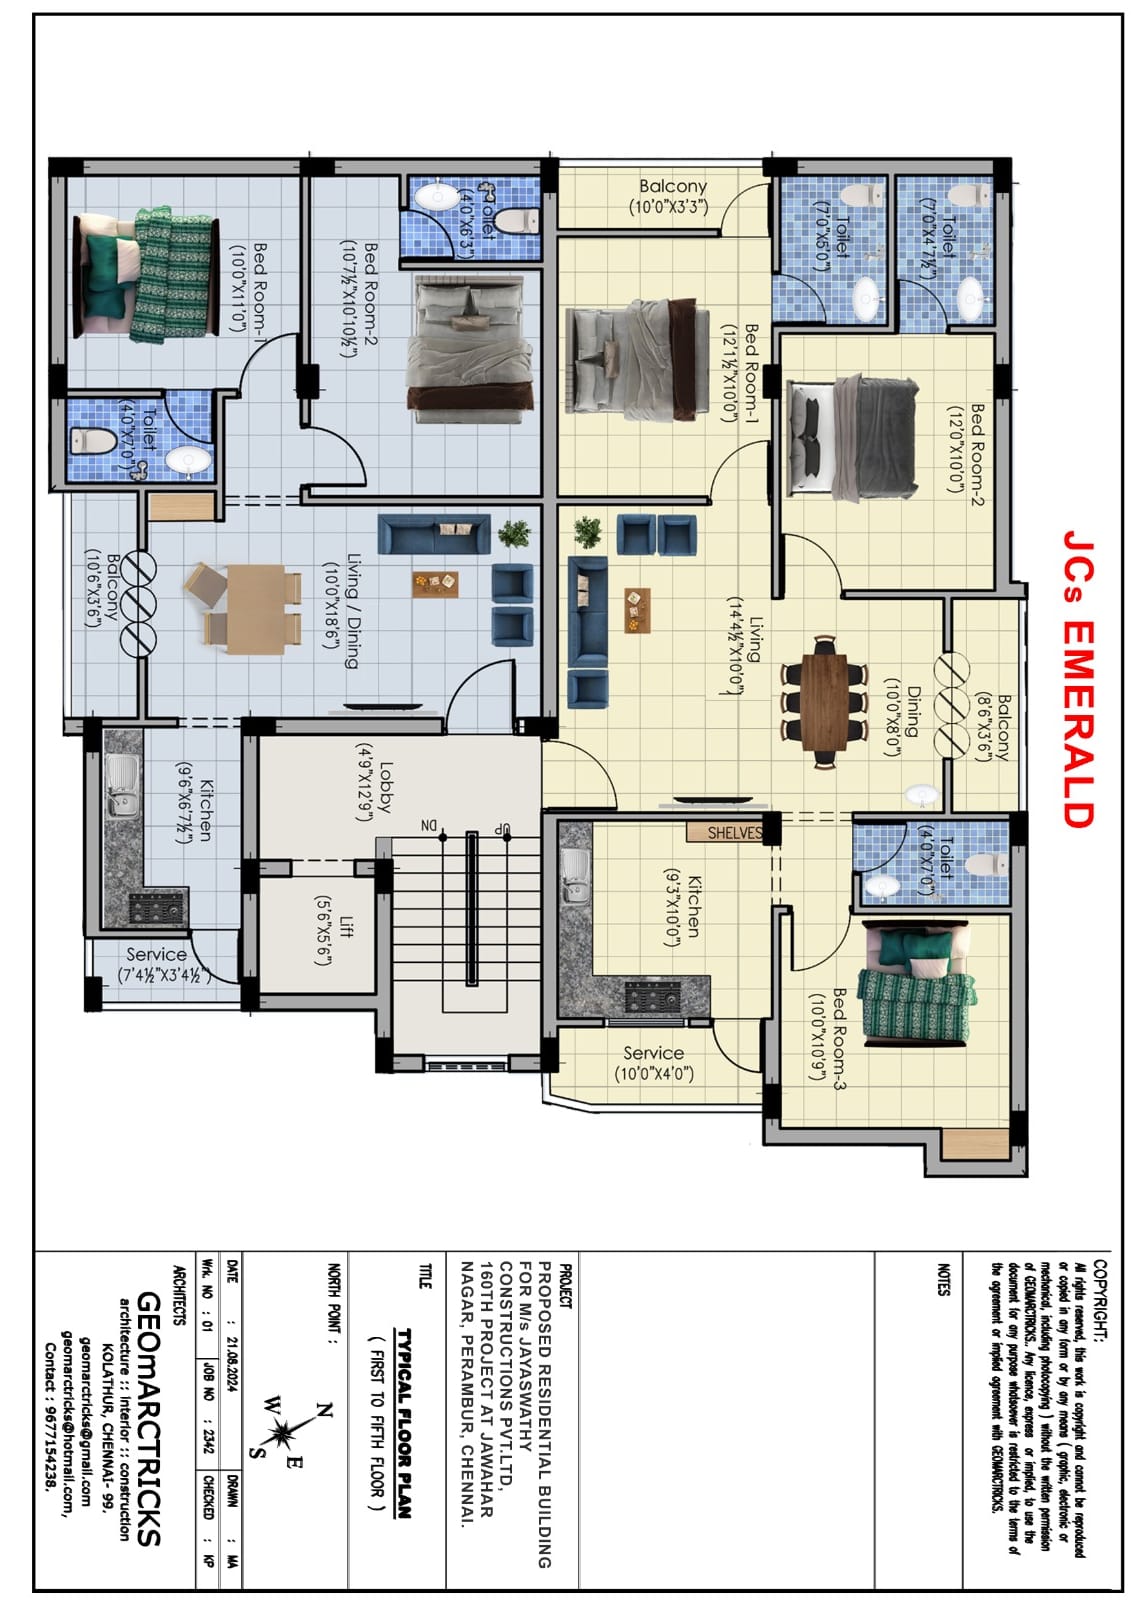 JCs EMERALD
Balcony
(8'6"X3'6")
Bed Room-2
(12'0"X10'0")
Toilet
(7'0"X4'7½")
Dining
(10'0"X8'0")
Toilet
(4'0"X7'0")
Toilet
(7'0"X5'0")
Bed Room-3
(10'0"X10'9")
Bed Room-1
(12'1½"X10'0")
Living
(14'4½"X10'0")
SHELVES
Kitchen
(9'3"X10'0")
Balcony
(10'0"X3'3")
Service
(10'0"X4'0")
Toilet
(4'0"X6'3")
UP
DN
Bed Room-2
(10'7½"X10'10½")
Living / Dining
(10'0"X18'6")
Lobby
(4'9"X12'9")
Lift
(5'6"X5'6")
Bed Room-1
(10'0"X11'0")
Kitchen
(9'6"X6'7½")
Service
(7'4½"X3'4½")
Toilet
(4'0"X7'0")
Balcony
(10'6"X3'6")
COPYRIGHT:
All rights reserved, this work is copyright and cannot be reproduced
or copied in any form or by any means ( graphic, electronic or
mechanical, including photocopying ) without the written permission
of GEOMARCTRICKS.. Any licence, express or implied, to use the
document for any purpose whatsoever is restricted to the terms of
the agreement or implied agreement with GEOMARCTRICKS.
NOTES
PROJECT
PROPOSED RESIDENTIAL BUILDING
FOR M/s JAYASWATHY
CONSTRUCTIONS PVT.LTD,
160TH PROJECT AT JAWAHAR
NAGAR, PERAMBUR, CHENNAI.
TITLE
TYPICAL FLOOR PLAN
( FIRST TO FIFTH FLOOR )
NORTH POINT :
N
E
W
S
DATE : 21.08.2024 DRAWN : MA
Wrk. NO : 01 JOB NO : 2342 CHECKED : KP
ARCHITECTS
GEOmARCTRICKS
architecture :: interior :: construction
KOLATHUR, CHENNAI- 99.
geomarctricks@gmail.com
geomarctricks@hotmail.com,
Contact : 9677154238.